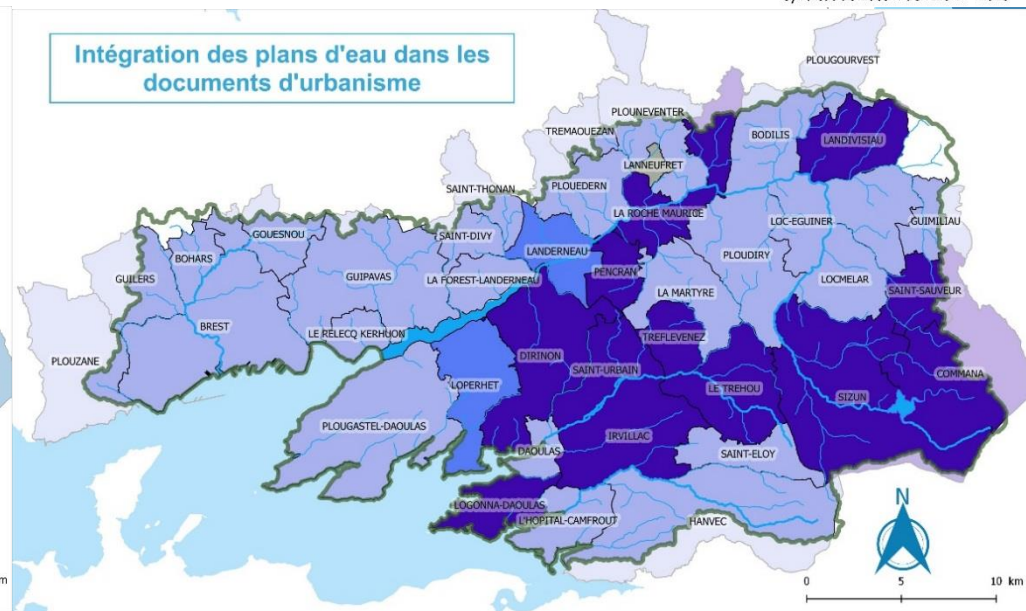 Intégration des plans d'eau dans les
documents d'urbanisme
PLOUGOURVEST
PLOUNEVENTER
TREMAOUEZAN
BODILIS
LANDIVISIAU
LANNEUFRET
SAINT-THONAN
PLOUEDERN
LA ROCHE MAURICE
LOC-EGUINER
GUIMILIAU
GOUESNOU
SAINT-DIVY
LANDERNEAU
PLOUDIRY
BOHARS
GUILERS
GUIPAVAS
LA FOREST-LANDERNEAU
PENCRAN
LOCMELAR
LA MARTYRE
SAINT-SAUVEUR
BREST
LE RELECQ KERHUON
TREFLEVENEZ
PLOUZANE
DIRINON
SAINT-URBAIN
COMMANA
LOPERHET
LE TREHOU
SIZUN
PLOUGASTEL-DAOULAS
IRVILLAC
DAOULAS
SAINT-ELOY
LOGONNA-DAOULAS
L'HOPITAL-CAMFROUT
HANVEC
N
m
0 5 10 km